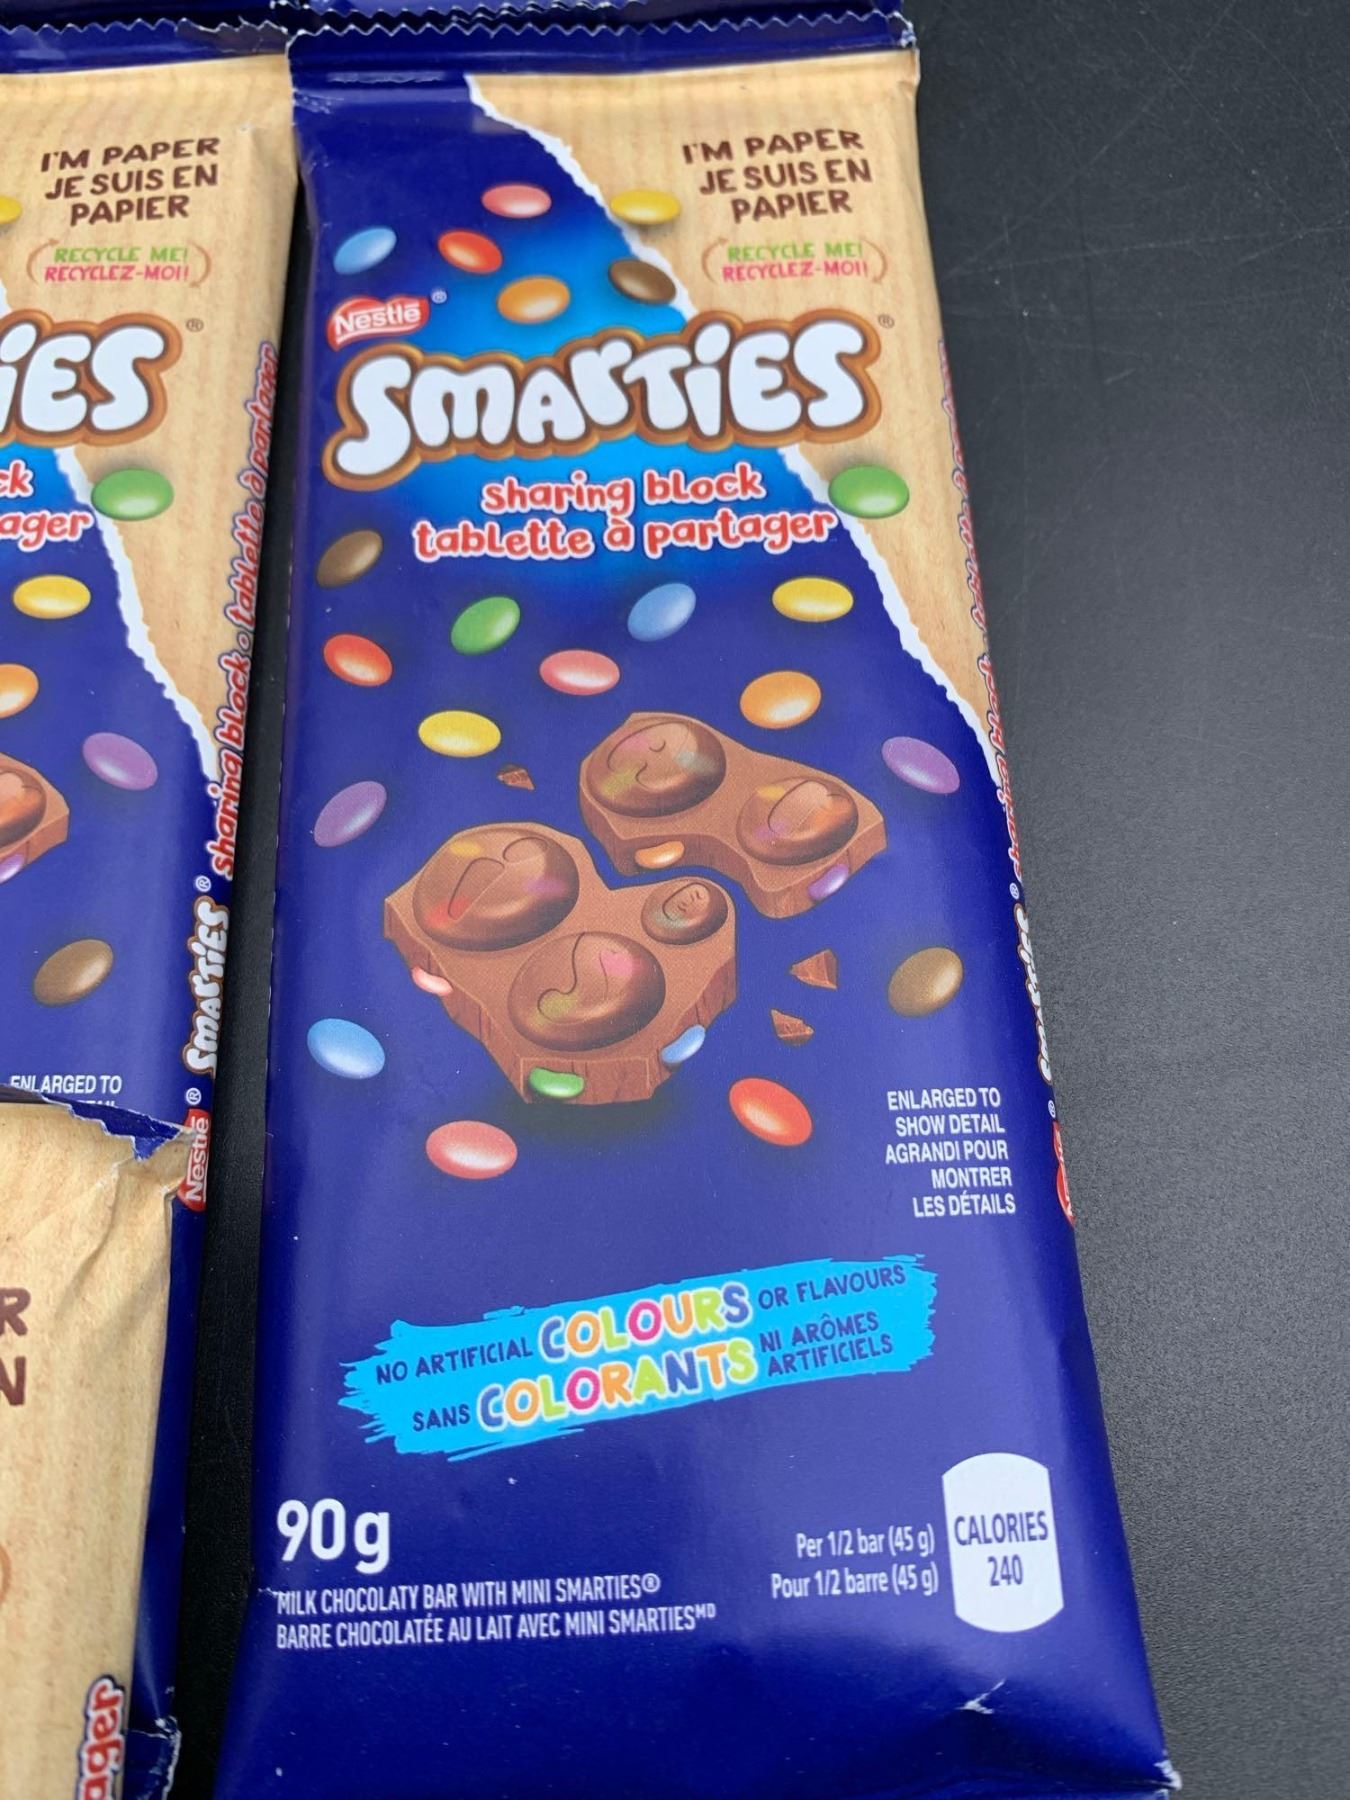 I'M PAPER
JE SUIS EN
PAPIER
RECYCLE ME!
RECYCLEZ-MOI!
IES
ck
ager
ENLARGED TO
Nestlé SMARTIES sharing block • tablette à partager
R
N
ager
I'M PAPER
JE SUIS EN
PAPIER
RECYCLE ME!
RECYCLEZ-MOI!
Nestlé
SMARTIES
sharing block
tablette à partager
ENLARGED TO
SHOW DETAIL
AGRANDI POUR
MONTRER
LES DÉTAILS
NO ARTIFICIAL COLOURS OR FLAVOURS
SANS COLORANTS NI ARÔMES ARTIFICIELS
90 g
MILK CHOCOLATY BAR WITH MINI SMARTIES®
BARRE CHOCOLATÉE AU LAIT AVEC MINI SMARTIES MD
Per 1/2 bar (45 g)
Pour 1/2 barre (45 g)
CALORIES
240